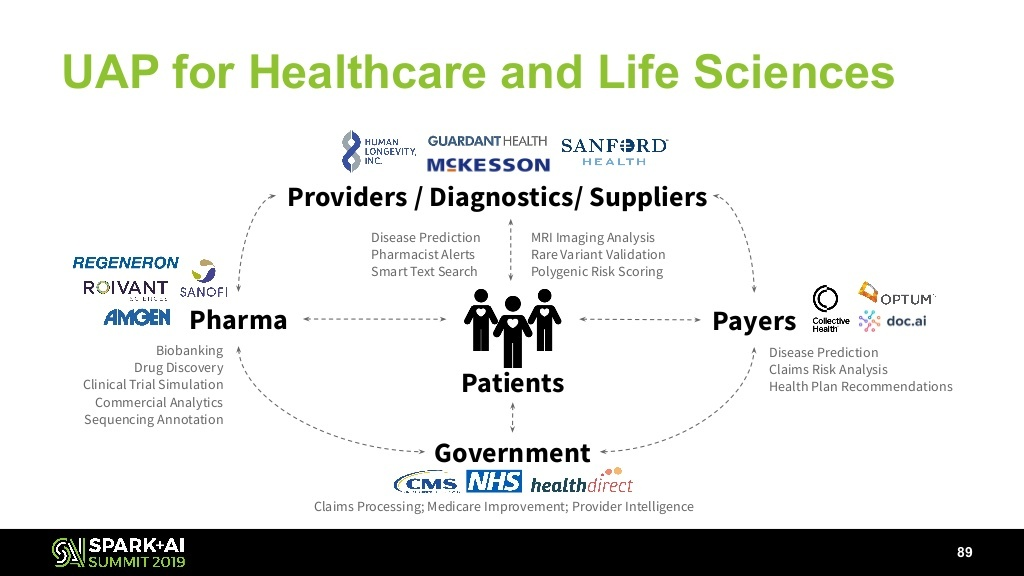 UAP for Healthcare and Life Sciences
HUMAN
LONGEVITY,
INC.
GUARDANT HEALTH
MCKESSON
SANFORD
HEALTH
Providers / Diagnostics/ Suppliers
Disease Prediction
Pharmacist Alerts
Smart Text Search
MRI Imaging Analysis
Rare Variant Validation
Polygenic Risk Scoring
REGENERON
ROIVANT
SCIENCES
SANOFI
AMGEN
Pharma
Biobanking
Drug Discovery
Clinical Trial Simulation
Commercial Analytics
Sequencing Annotation
Patients
Payers
Collective
Health
OPTUM
doc.ai
Disease Prediction
Claims Risk Analysis
Health Plan Recommendations
Government
CMS
NHS
healthdirect
Claims Processing; Medicare Improvement; Provider Intelligence
SPARK+AI
SUMMIT 2019
89